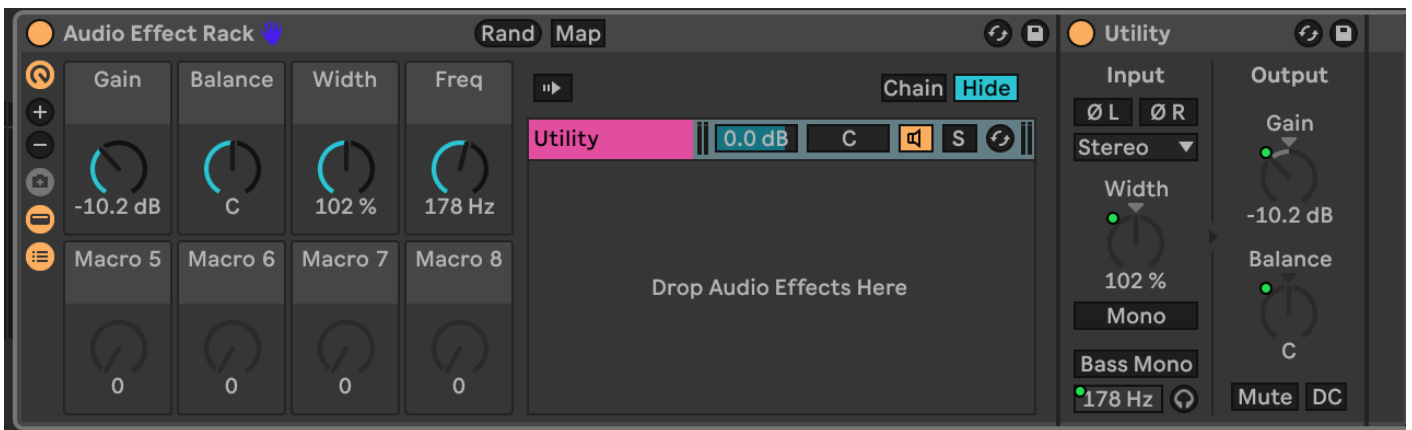 Audio Effect Rack Rand Map
Gain Balance Width Freq
-10.2 dB C 102 % 178 Hz
Macro 5 Macro 6 Macro 7 Macro 8
0 0 0 0
Chain Hide
Utility 0.0 dB C S
Drop Audio Effects Here
Utility
Input
Ø L Ø R
Stereo
Width
102 %
Mono
Bass Mono
178 Hz
Output
Gain
-10.2 dB
Balance
C
Mute DC